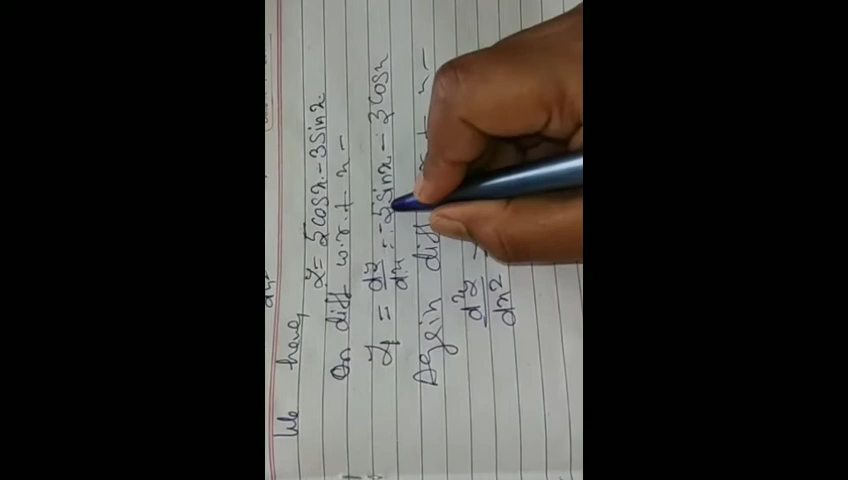 We have,
y = 5cosx - 3sinx
On diff w.r.t x -
y₁ = dy/dx = -5sinx - 3cosx
Again diff w.r.t x -
d²y/dx²